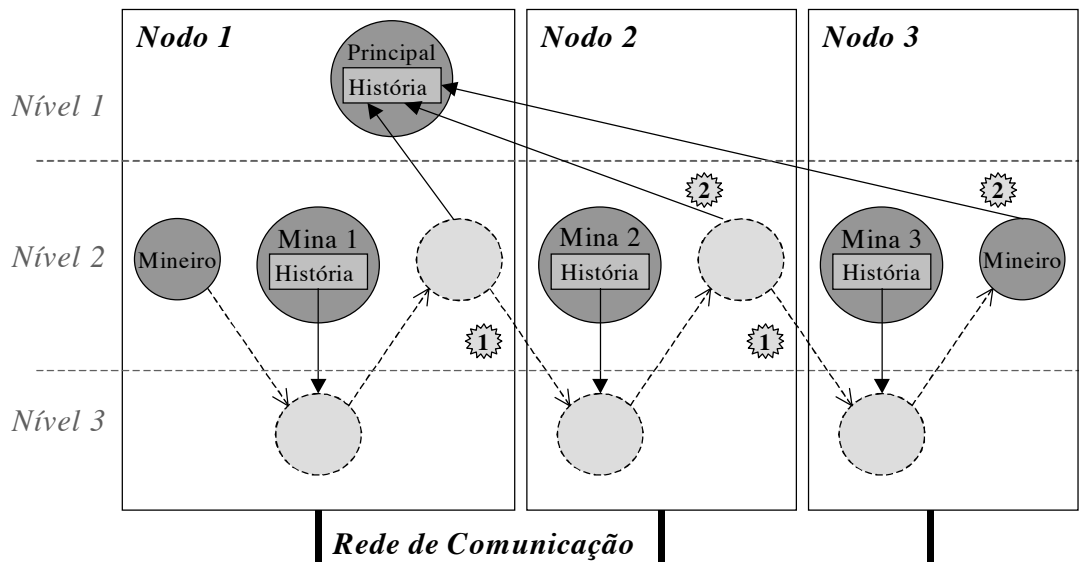 Nodo 1
Nodo 2
Nodo 3
Principal
História
Nível 1
2
2
Nível 2
Mineiro
Mina 1
História
Mina 2
História
Mina 3
História
Mineiro
1
1
Nível 3
Rede de Comunicação